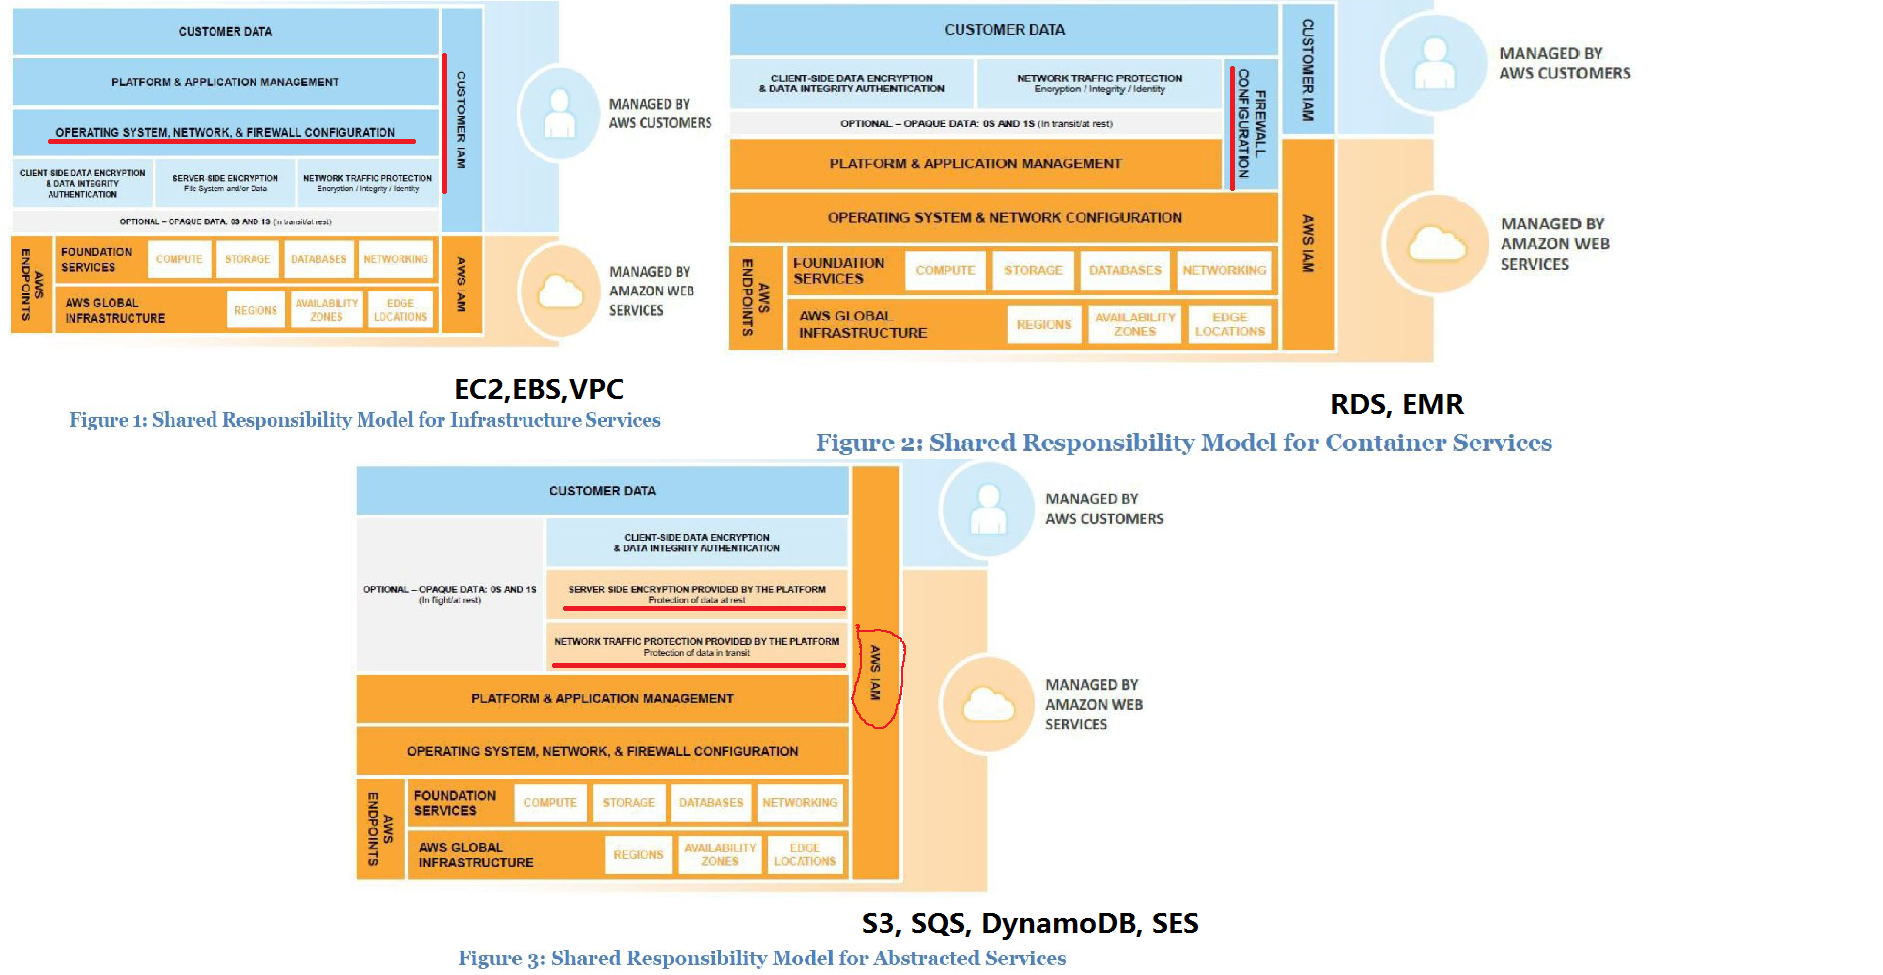 CUSTOMER DATA
PLATFORM & APPLICATION MANAGEMENT
OPERATING SYSTEM, NETWORK, & FIREWALL CONFIGURATION
CLIENT SIDE DATA ENCRYPTION
& DATA INTEGRITY
AUTHENTICATION
SERVER-SIDE ENCRYPTION
File System and/or Data
NETWORK TRAFFIC PROTECTION
Encryption / Integrity / Identity
OPTIONAL – OPAQUE DATA: 0S AND 1S (In transit/at rest)
CUSTOMER IAM
AWS
ENDPOINTS
FOUNDATION
SERVICES
COMPUTE
STORAGE
DATABASES
NETWORKING
AWS GLOBAL
INFRASTRUCTURE
REGIONS
AVAILABILITY
ZONES
EDGE
LOCATIONS
AWS IAM
MANAGED BY
AWS CUSTOMERS
MANAGED BY
AMAZON WEB
SERVICES
EC2,EBS,VPC
Figure 1: Shared Responsibility Model for Infrastructure Services
CUSTOMER DATA
CLIENT-SIDE DATA ENCRYPTION
& DATA INTEGRITY AUTHENTICATION
NETWORK TRAFFIC PROTECTION
Encryption / Integrity / Identity
OPTIONAL – OPAQUE DATA: 0S AND 1S (In transit/at rest)
FIREWALL
CONFIGURATION
CUSTOMER IAM
PLATFORM & APPLICATION MANAGEMENT
OPERATING SYSTEM & NETWORK CONFIGURATION
AWS
ENDPOINTS
FOUNDATION
SERVICES
COMPUTE
STORAGE
DATABASES
NETWORKING
AWS GLOBAL
INFRASTRUCTURE
REGIONS
AVAILABILITY
ZONES
EDGE
LOCATIONS
AWS IAM
MANAGED BY
AWS CUSTOMERS
MANAGED BY
AMAZON WEB
SERVICES
RDS, EMR
Figure 2: Shared Responsibility Model for Container Services
CUSTOMER DATA
OPTIONAL – OPAQUE DATA: 0S AND 1S
(In flight/at rest)
CLIENT-SIDE DATA ENCRYPTION
& DATA INTEGRITY AUTHENTICATION
SERVER SIDE ENCRYPTION PROVIDED BY THE PLATFORM
Protection of data at rest
NETWORK TRAFFIC PROTECTION PROVIDED BY THE PLATFORM
Protection of data in transit
PLATFORM & APPLICATION MANAGEMENT
OPERATING SYSTEM, NETWORK, & FIREWALL CONFIGURATION
AWS
ENDPOINTS
FOUNDATION
SERVICES
COMPUTE
STORAGE
DATABASES
NETWORKING
AWS GLOBAL
INFRASTRUCTURE
REGIONS
AVAILABILITY
ZONES
EDGE
LOCATIONS
AWS IAM
MANAGED BY
AWS CUSTOMERS
MANAGED BY
AMAZON WEB
SERVICES
S3, SQS, DynamoDB, SES
Figure 3: Shared Responsibility Model for Abstracted Services